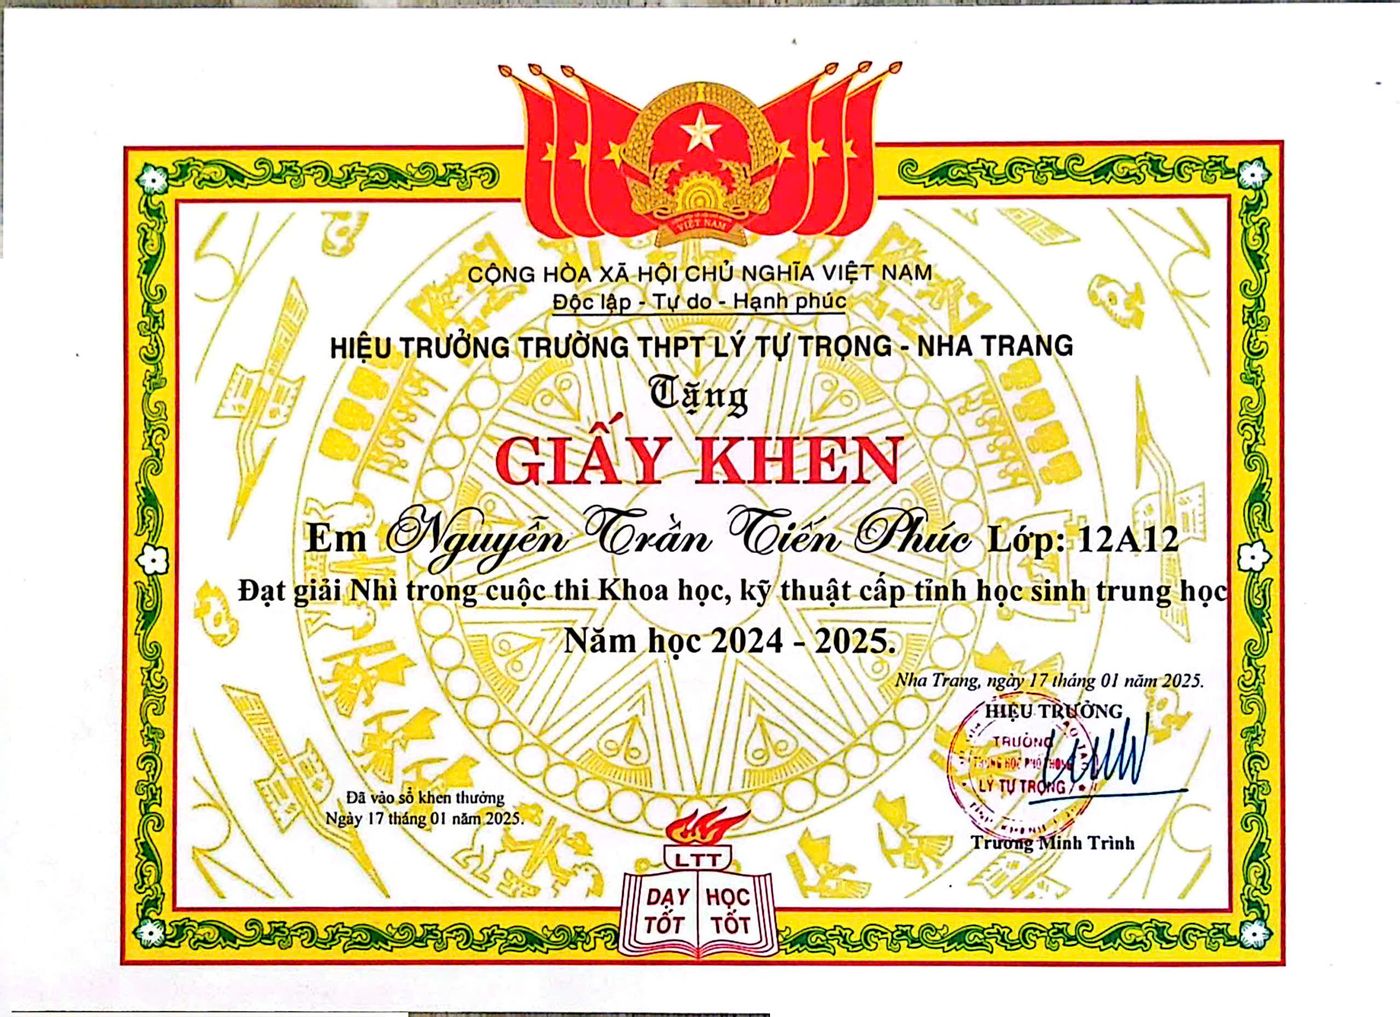 VIỆT NAM
CỘNG HÒA XÃ HỘI CHỦ NGHĨA VIỆT NAM
Độc lập - Tự do - Hạnh phúc
HIỆU TRƯỞNG TRƯỜNG THPT LÝ TỰ TRỌNG - NHA TRANG
Tặng
GIẤY KHEN
Em Nguyễn Trần Tiến Phúc Lớp: 12A12
Đạt giải Nhì trong cuộc thi Khoa học, kỹ thuật cấp tỉnh học sinh trung học
Năm học 2024 - 2025.
Nha Trang, ngày 17 tháng 01 năm 2025.
HIỆU TRƯỞNG
TRƯỜNG
TRUNG HỌC PHỔ THÔNG
LÝ TỰ TRỌNG
Trương Minh Trình
Đã vào sổ khen thưởng
Ngày 17 tháng 01 năm 2025.
LTT
DẠY TỐT
HỌC TỐT